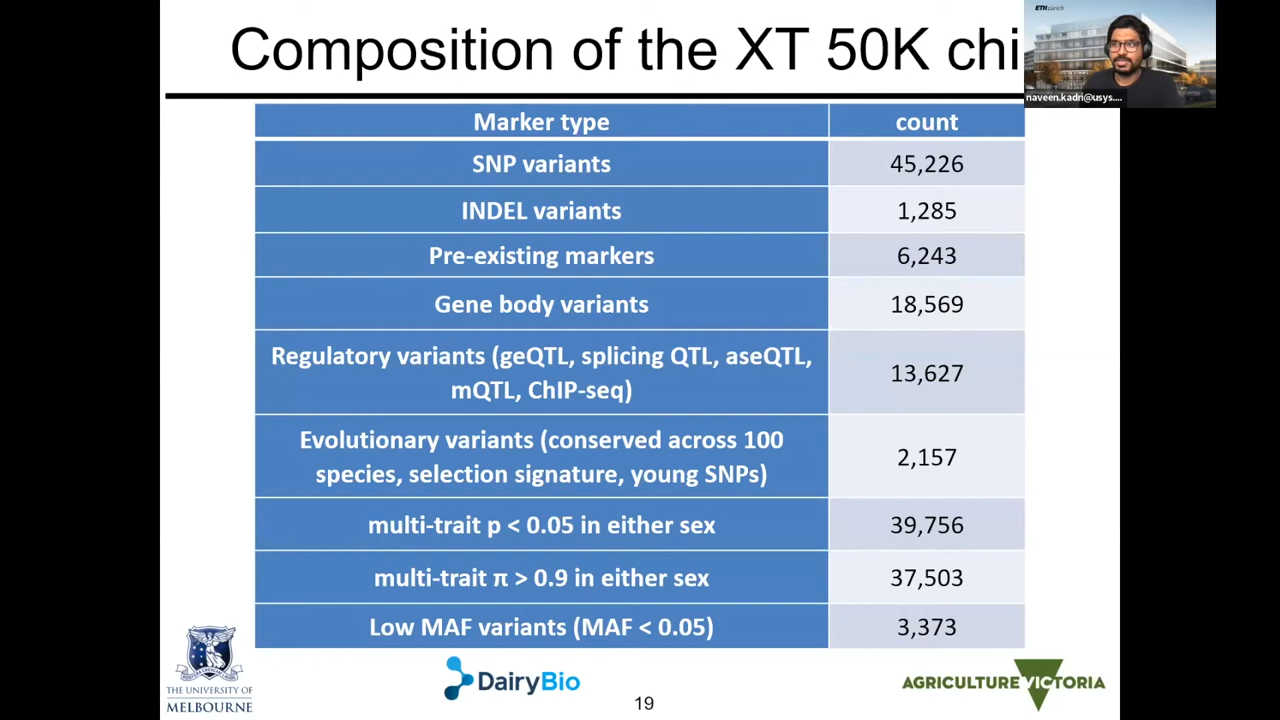 Composition of the XT 50K chi
ETH zürich
naveen.kadri@usys....
Marker type count
SNP variants 45,226
INDEL variants 1,285
Pre-existing markers 6,243
Gene body variants 18,569
Regulatory variants (geQTL, splicing QTL, aseQTL,
mQTL, ChIP-seq) 13,627
Evolutionary variants (conserved across 100
species, selection signature, young SNPs) 2,157
multi-trait p < 0.05 in either sex 39,756
multi-trait π > 0.9 in either sex 37,503
Low MAF variants (MAF < 0.05) 3,373
THE UNIVERSITY OF
MELBOURNE
DairyBio
19
AGRICULTURE VICTORIA